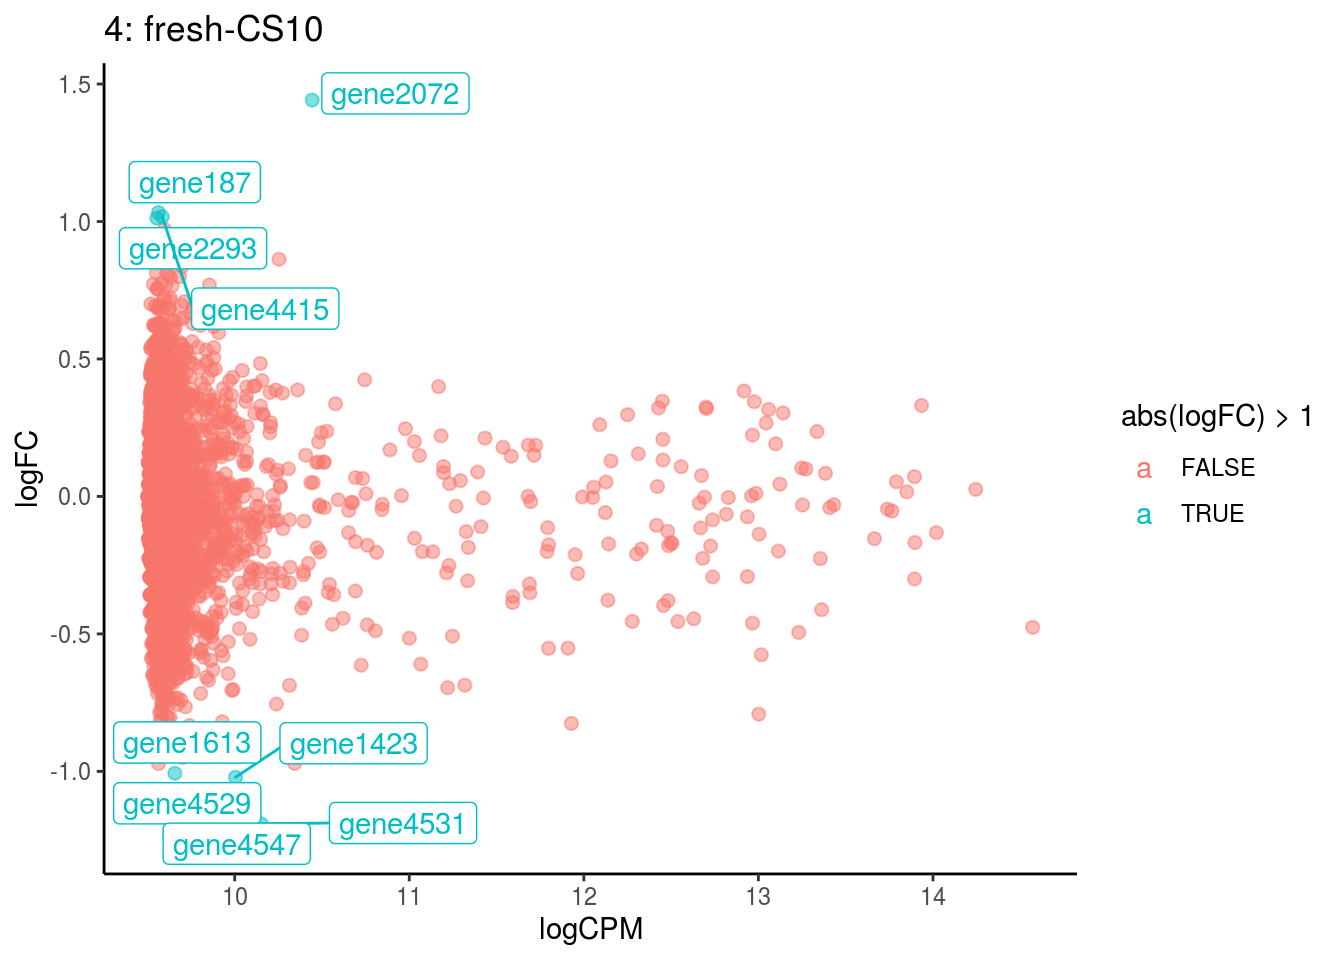 4: fresh-CS10
1.5
1.0
0.5
0.0
-0.5
-1.0
logFC
gene2072
gene187
gene2293
gene4415
gene1613
gene1423
gene4529
gene4531
gene4547
10
11
12
13
14
logCPM
abs(logFC) > 1
a FALSE
a TRUE